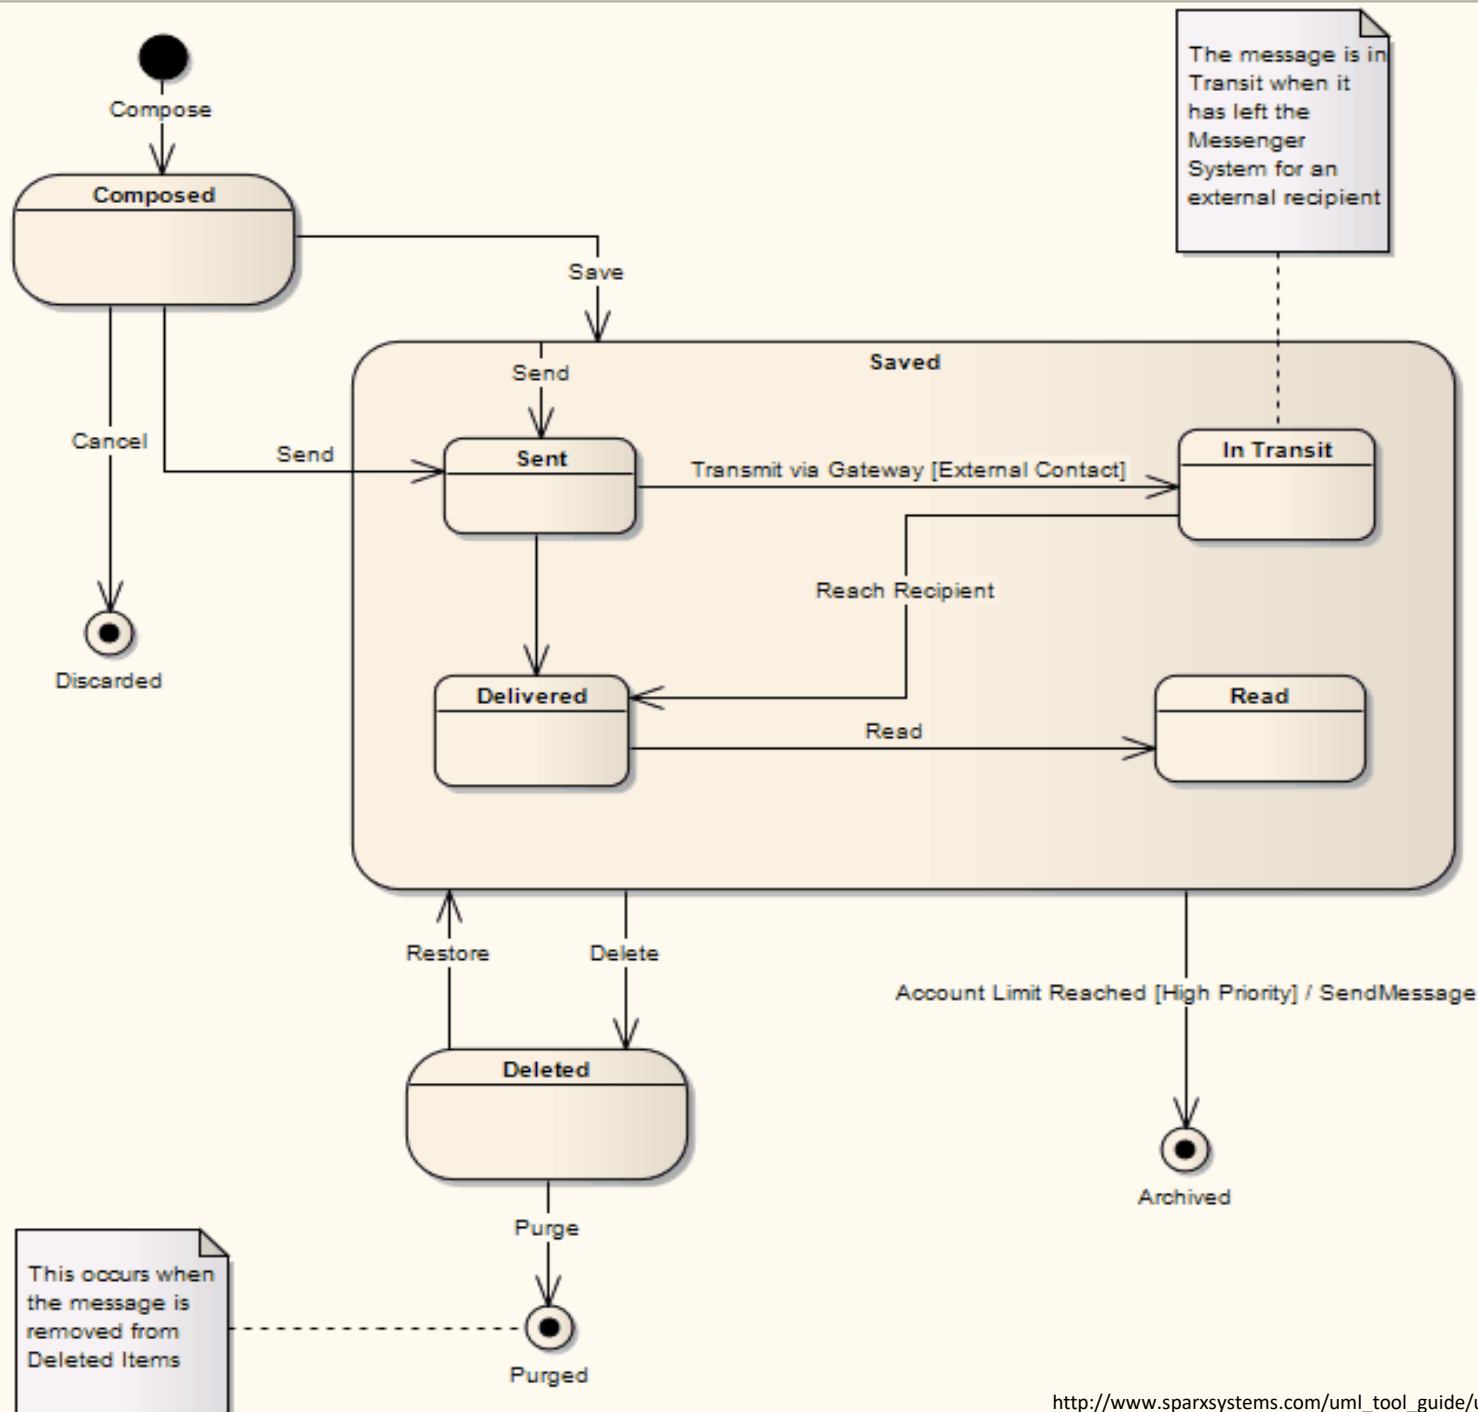 Compose
The message is in
Transit when it
has left the
Messenger
System for an
external recipient
Composed
Save
Saved
Send
Cancel
Send
Sent
Transmit via Gateway [External Contact]
In Transit
Reach Recipient
Discarded
Delivered
Read
Read
Restore
Delete
Account Limit Reached [High Priority] / SendMessage
Deleted
Archived
Purge
This occurs when
the message is
removed from
Deleted Items
Purged
http://www.sparxsystems.com/uml_tool_guide/u